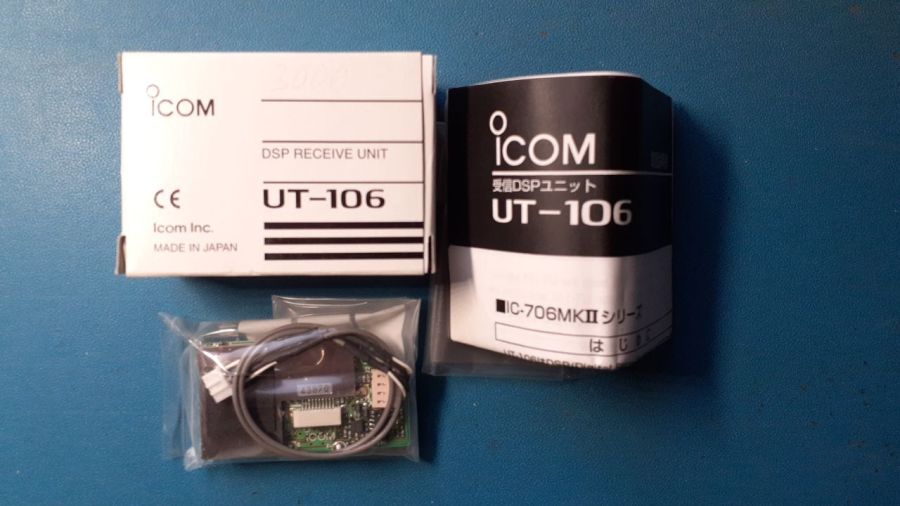 3000
ICOM
DSP RECEIVE UNIT
CE
UT-106
Icom Inc.
MADE IN JAPAN
ICOM
受信DSPユニット
UT-106
■IC-706MKⅡシリーズ
はじめに
43870
ICOM